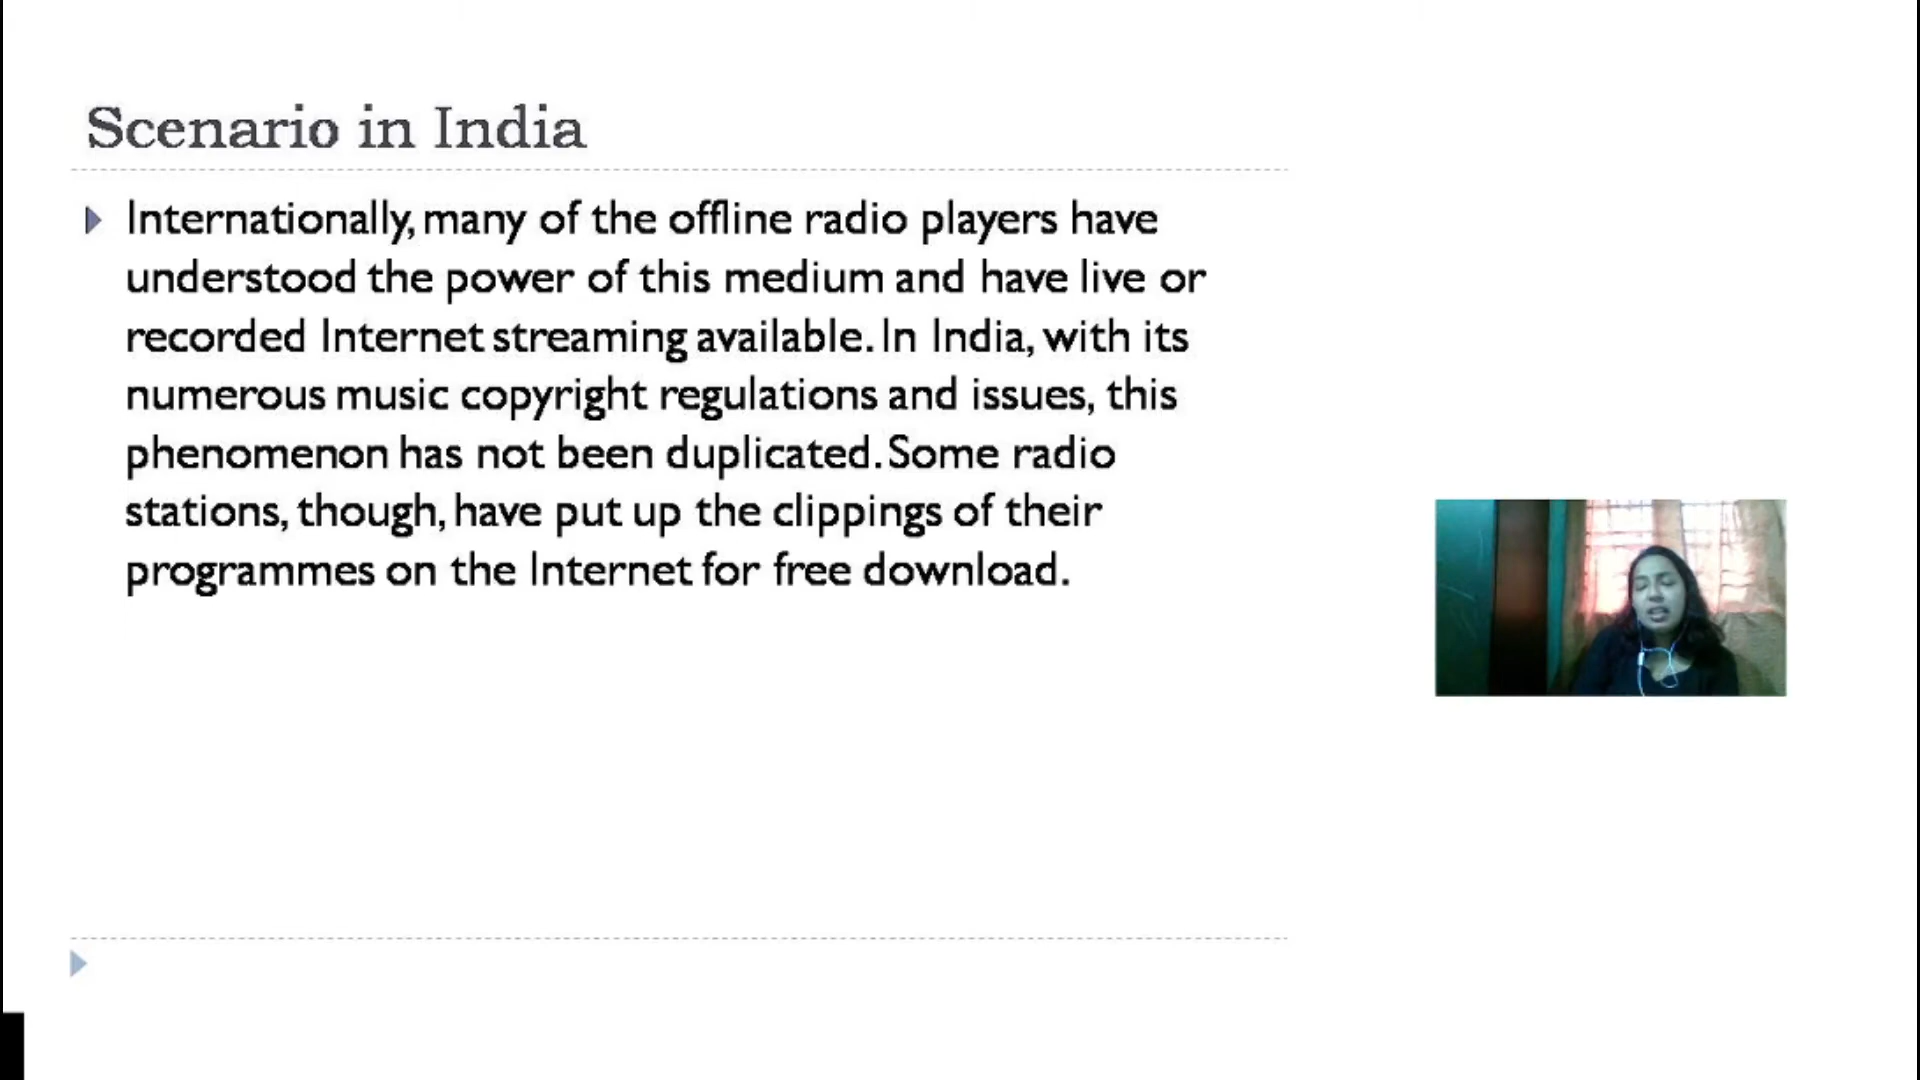 Scenario in India
Internationally, many of the offline radio players have
understood the power of this medium and have live or
recorded Internet streaming available. In India, with its
numerous music copyright regulations and issues, this
phenomenon has not been duplicated. Some radio
stations, though, have put up the clippings of their
programmes on the Internet for free download.